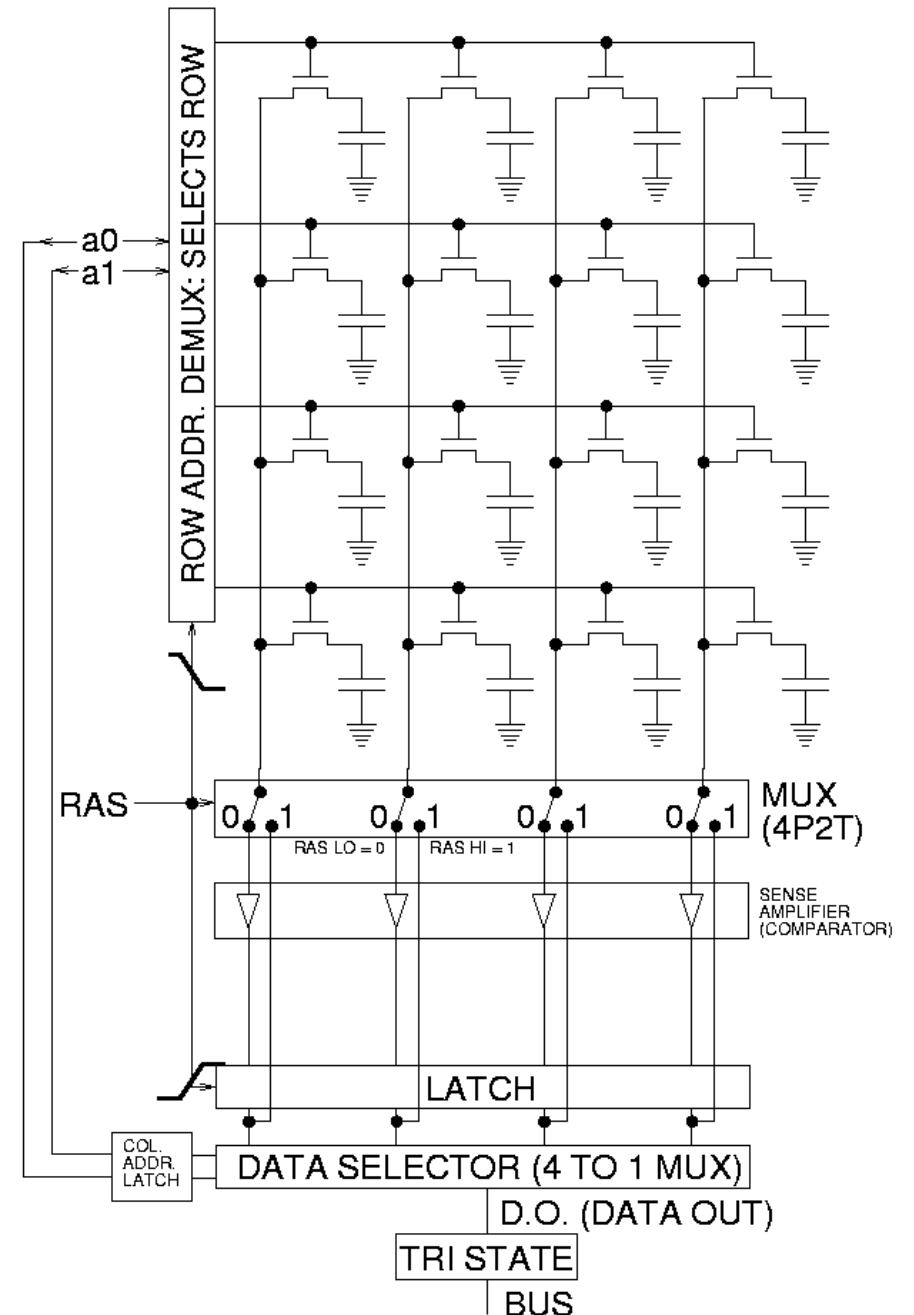 ROW ADDR. DEMUX: SELECTS ROW
a0
a1
RAS
0 1 0 1 0 1 0 1
RAS LO = 0
RAS HI = 1
MUX
(4P2T)
SENSE
AMPLIFIER
(COMPARATOR)
LATCH
COL.
ADDR.
LATCH
DATA SELECTOR (4 TO 1 MUX)
D.O. (DATA OUT)
TRI STATE
BUS